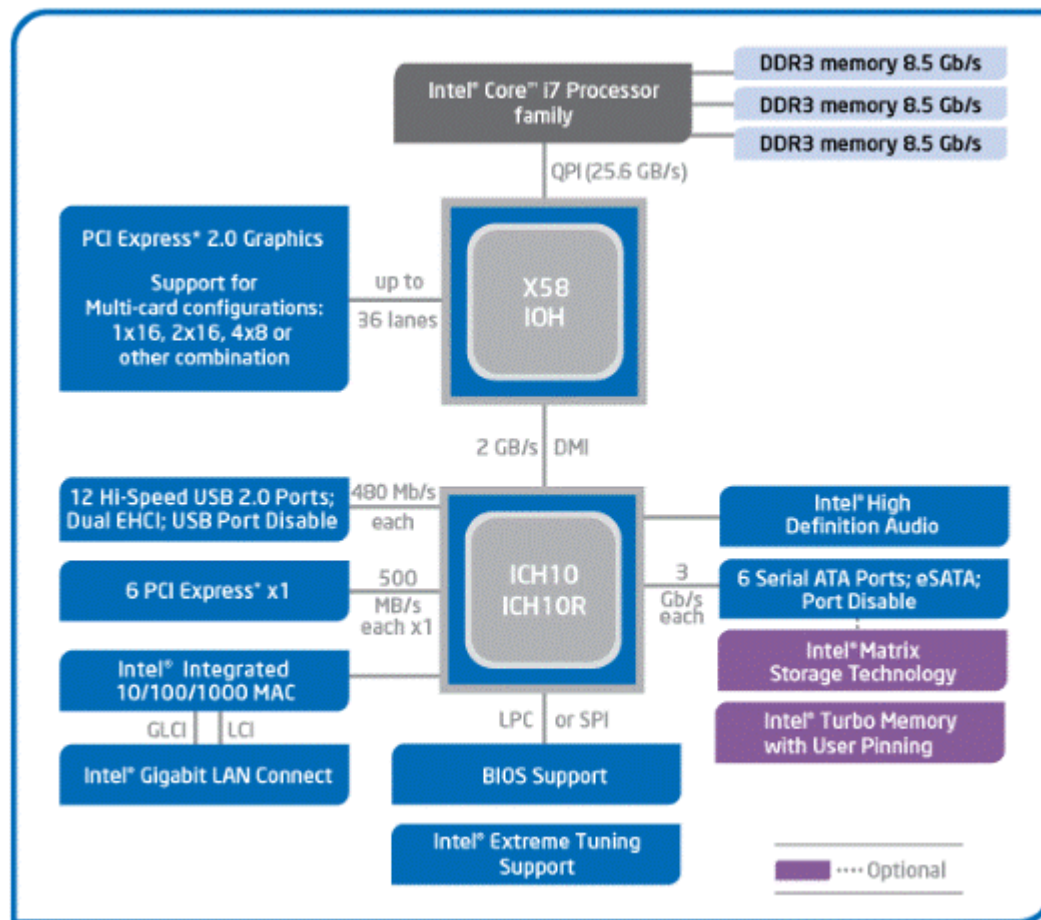 Intel® Core™ i7 Processor
family
DDR3 memory 8.5 Gb/s
DDR3 memory 8.5 Gb/s
DDR3 memory 8.5 Gb/s
QPI (25.6 GB/s)
PCI Express* 2.0 Graphics
Support for
Multi-card configurations:
1x16, 2x16, 4x8 or
other combination
up to
36 lanes
X58
IOH
2 GB/s DMI
12 Hi-Speed USB 2.0 Ports;
Dual EHCI; USB Port Disable
480 Mb/s
each
6 PCI Express* x1
500
MB/s
each x1
Intel® Integrated
10/100/1000 MAC
GLCI LCI
Intel® Gigabit LAN Connect
ICH10
ICH10R
Intel® High
Definition Audio
3
Gb/s
each
6 Serial ATA Ports; eSATA;
Port Disable
Intel® Matrix
Storage Technology
Intel® Turbo Memory
with User Pinning
LPC or SPI
BIOS Support
Intel® Extreme Tuning
Support
Optional